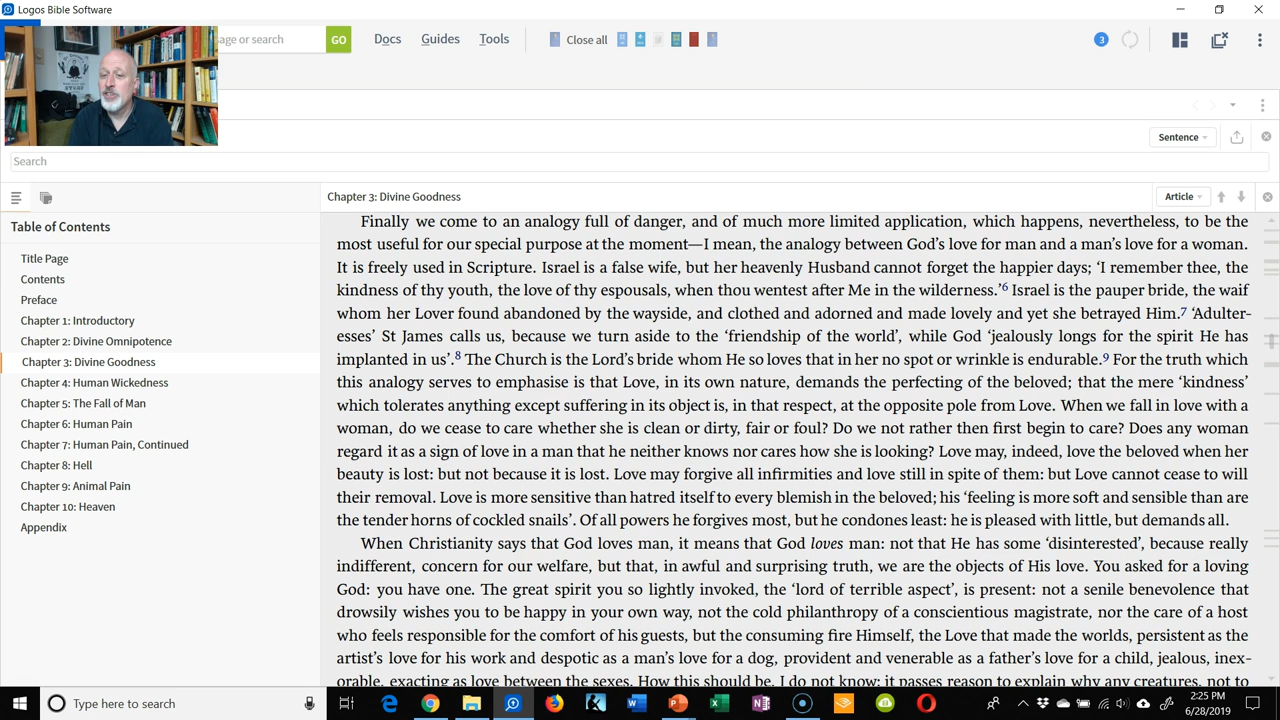 Logos Bible Software
age or search
GO
Docs
Guides
Tools
Close all
3
Sentence
Search
Chapter 3: Divine Goodness
Article
Table of Contents
Title Page
Contents
Preface
Chapter 1: Introductory
Chapter 2: Divine Omnipotence
Chapter 3: Divine Goodness
Chapter 4: Human Wickedness
Chapter 5: The Fall of Man
Chapter 6: Human Pain
Chapter 7: Human Pain, Continued
Chapter 8: Hell
Chapter 9: Animal Pain
Chapter 10: Heaven
Appendix
Finally we come to an analogy full of danger, and of much more limited application, which happens, nevertheless, to be the
most useful for our special purpose at the moment—I mean, the analogy between God’s love for man and a man’s love for a woman.
It is freely used in Scripture. Israel is a false wife, but her heavenly Husband cannot forget the happier days; ‘I remember thee, the
kindness of thy youth, the love of thy espousals, when thou wentest after Me in the wilderness.’6 Israel is the pauper bride, the waif
whom her Lover found abandoned by the wayside, and clothed and adorned and made lovely and yet she betrayed Him.7 ‘Adulter-
esses’ St James calls us, because we turn aside to the ‘friendship of the world’, while God ‘jealously longs for the spirit He has
implanted in us’.8 The Church is the Lord’s bride whom He so loves that in her no spot or wrinkle is endurable.9 For the truth which
this analogy serves to emphasise is that Love, in its own nature, demands the perfecting of the beloved; that the mere ‘kindness’
which tolerates anything except suffering in its object is, in that respect, at the opposite pole from Love. When we fall in love with a
woman, do we cease to care whether she is clean or dirty, fair or foul? Do we not rather then first begin to care? Does any woman
regard it as a sign of love in a man that he neither knows nor cares how she is looking? Love may, indeed, love the beloved when her
beauty is lost: but not because it is lost. Love may forgive all infirmities and love still in spite of them: but Love cannot cease to will
their removal. Love is more sensitive than hatred itself to every blemish in the beloved; his ‘feeling is more soft and sensible than are
the tender horns of cockled snails’. Of all powers he forgives most, but he condones least: he is pleased with little, but demands all.
When Christianity says that God loves man, it means that God loves man: not that He has some ‘disinterested’, because really
indifferent, concern for our welfare, but that, in awful and surprising truth, we are the objects of His love. You asked for a loving
God: you have one. The great spirit you so lightly invoked, the ‘lord of terrible aspect’, is present: not a senile benevolence that
drowsily wishes you to be happy in your own way, not the cold philanthropy of a conscientious magistrate, nor the care of a host
who feels responsible for the comfort of his guests, but the consuming fire Himself, the Love that made the worlds, persistent as the
artist’s love for his work and despotic as a man’s love for a dog, provident and venerable as a father’s love for a child, jealous, inex-
orable, exacting as love between the sexes. How this should be, I do not know: it passes reason to explain why any creatures, not to
Type here to search
2:25 PM
6/28/2019